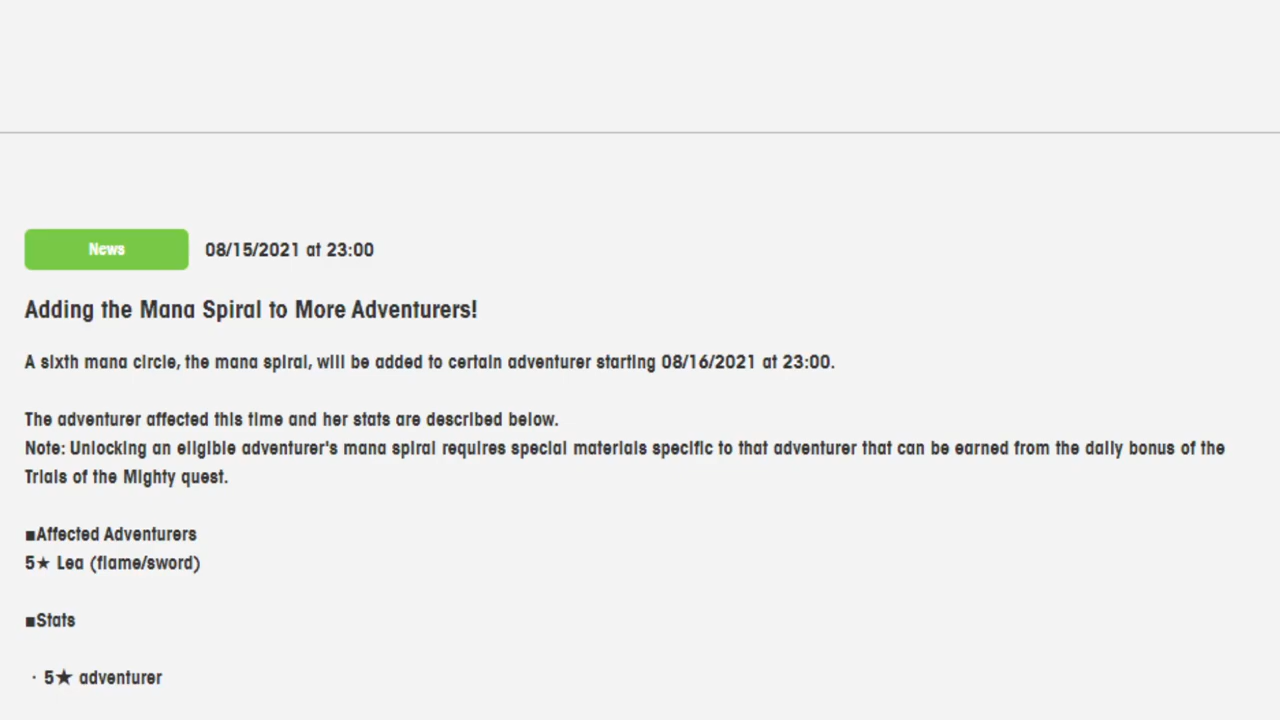 News 08/15/2021 at 23:00
Adding the Mana Spiral to More Adventurers!
A sixth mana circle, the mana spiral, will be added to certain adventurer starting 08/16/2021 at 23:00.
The adventurer affected this time and her stats are described below.
Note: Unlocking an eligible adventurer's mana spiral requires special materials specific to that adventurer that can be earned from the daily bonus of the
Trials of the Mighty quest.
■Affected Adventurers
5★ Lea (flame/sword)
■Stats
・5★ adventurer